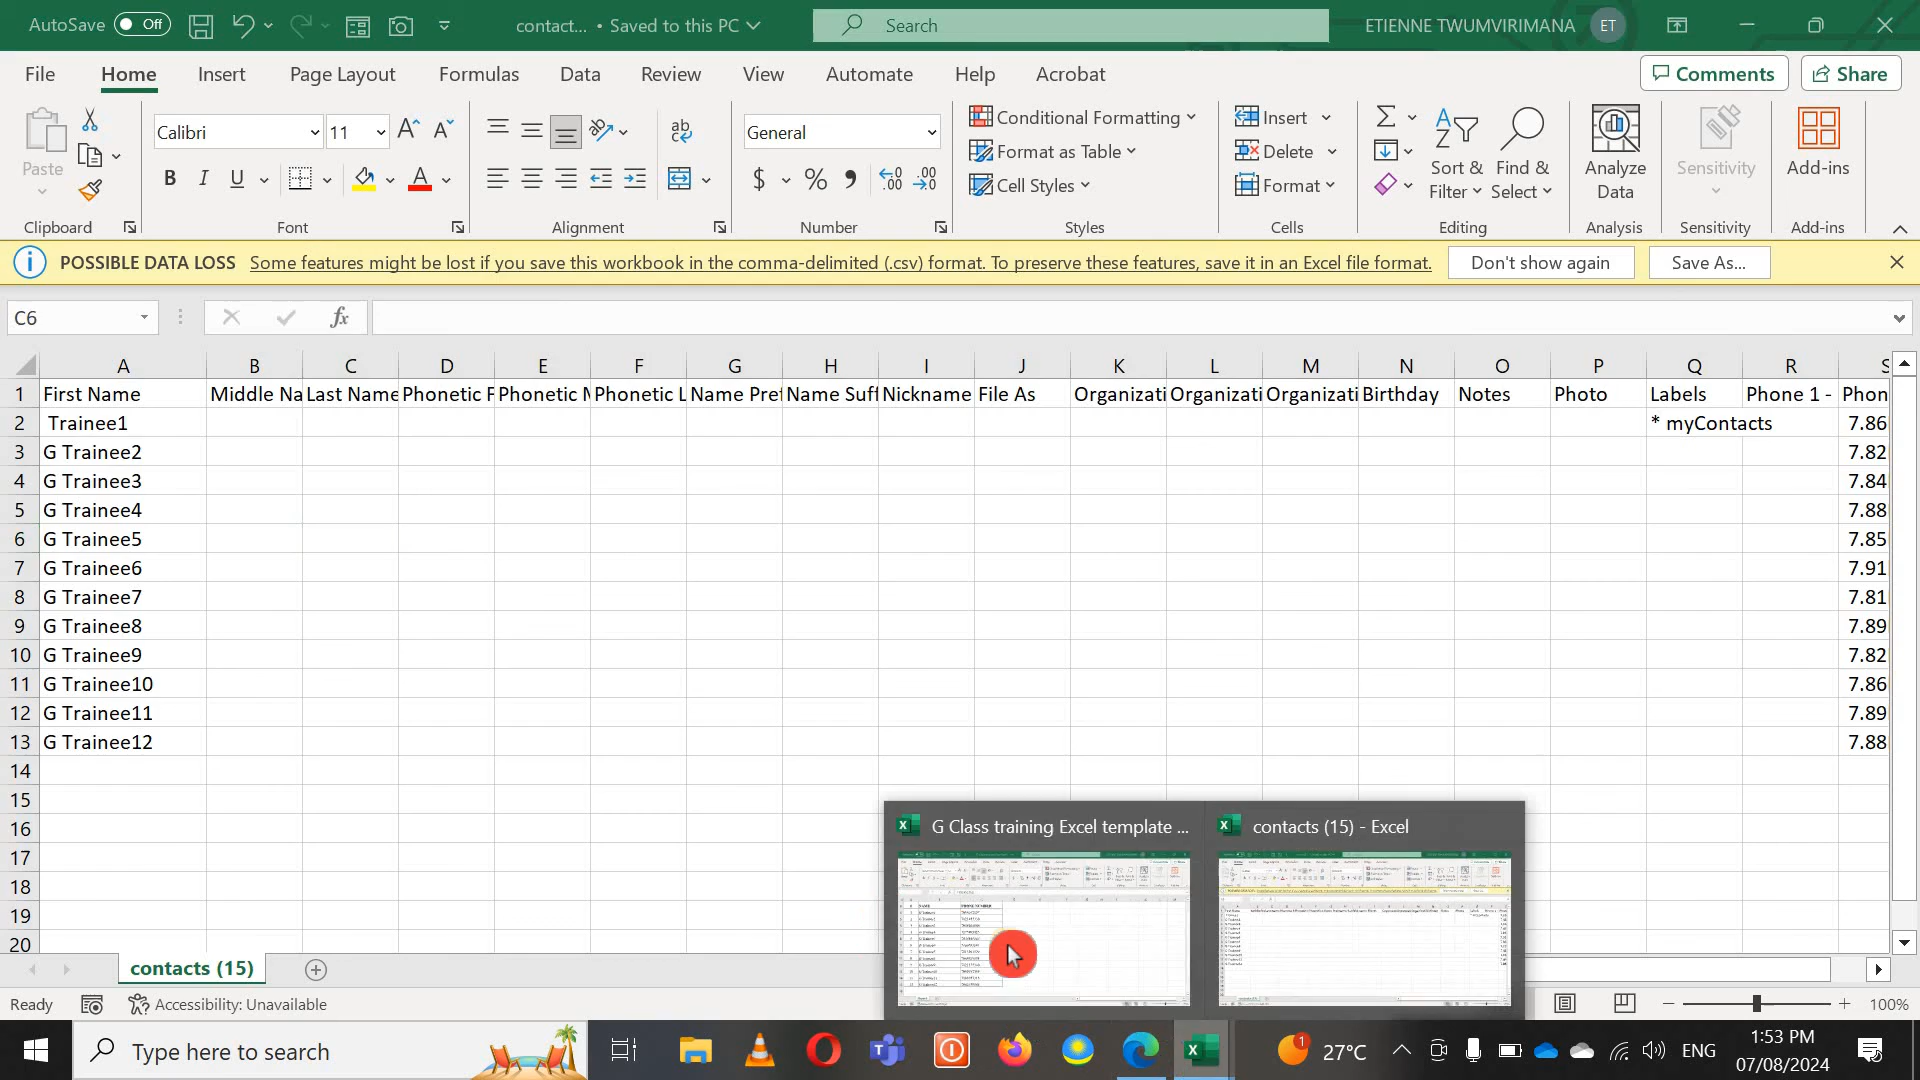 AutoSave Off contact... • Saved to this PC Search ETIENNE TWUMVIRIMANA ET
File Home Insert Page Layout Formulas Data Review View Automate Help Acrobat Comments Share
Paste Calibri 11 General Conditional Formatting Format as Table Cell Styles Insert Delete Format Sort & Filter Find & Select Analyze Data Sensitivity Add-ins
Clipboard Font Alignment Number Styles Cells Editing Analysis Sensitivity Add-ins
POSSIBLE DATA LOSS Some features might be lost if you save this workbook in the comma-delimited (.csv) format. To preserve these features, save it in an Excel file format. Don't show again Save As...
C6 fx
A B C D E F G H I J K L M N O P Q R S
1 First Name Middle Na Last Name Phonetic F Phonetic M Phonetic L Name Pref Name Suff Nickname File As Organizati Organizati Organizati Birthday Notes Photo Labels Phone 1 - Phon
2 Trainee1 * myContacts 7.86
3 G Trainee2 7.82
4 G Trainee3 7.84
5 G Trainee4 7.88
6 G Trainee5 7.85
7 G Trainee6 7.91
8 G Trainee7 7.81
9 G Trainee8 7.89
10 G Trainee9 7.82
11 G Trainee10 7.86
12 G Trainee11 7.89
13 G Trainee12 7.88
14
15
16
17
18
19
20
G Class training Excel template ... contacts (15) - Excel
contacts (15)
Ready Accessibility: Unavailable 100%
Type here to search 1 27°C ENG 1:53 PM
07/08/2024